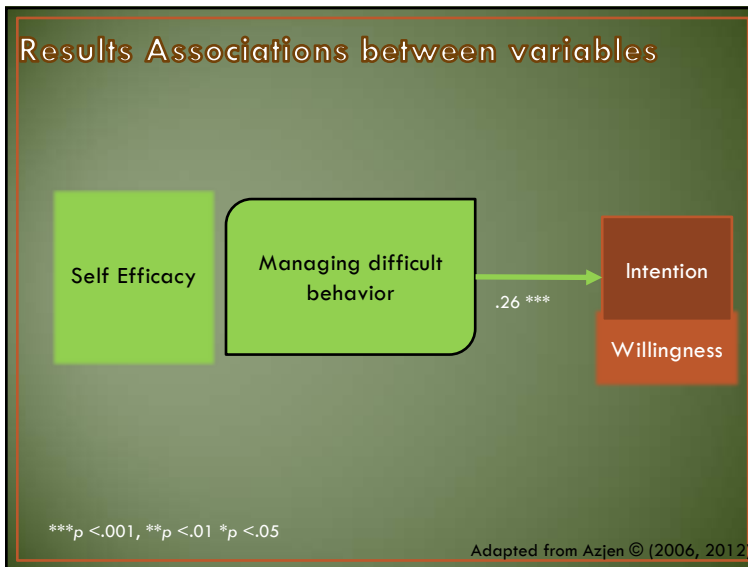 Results Associations between variables
Self Efficacy
Managing difficult
behavior
.26 ***
Intention
Willingness
***p <.001, **p <.01 *p <.05
Adapted from Azjen © (2006, 2012)